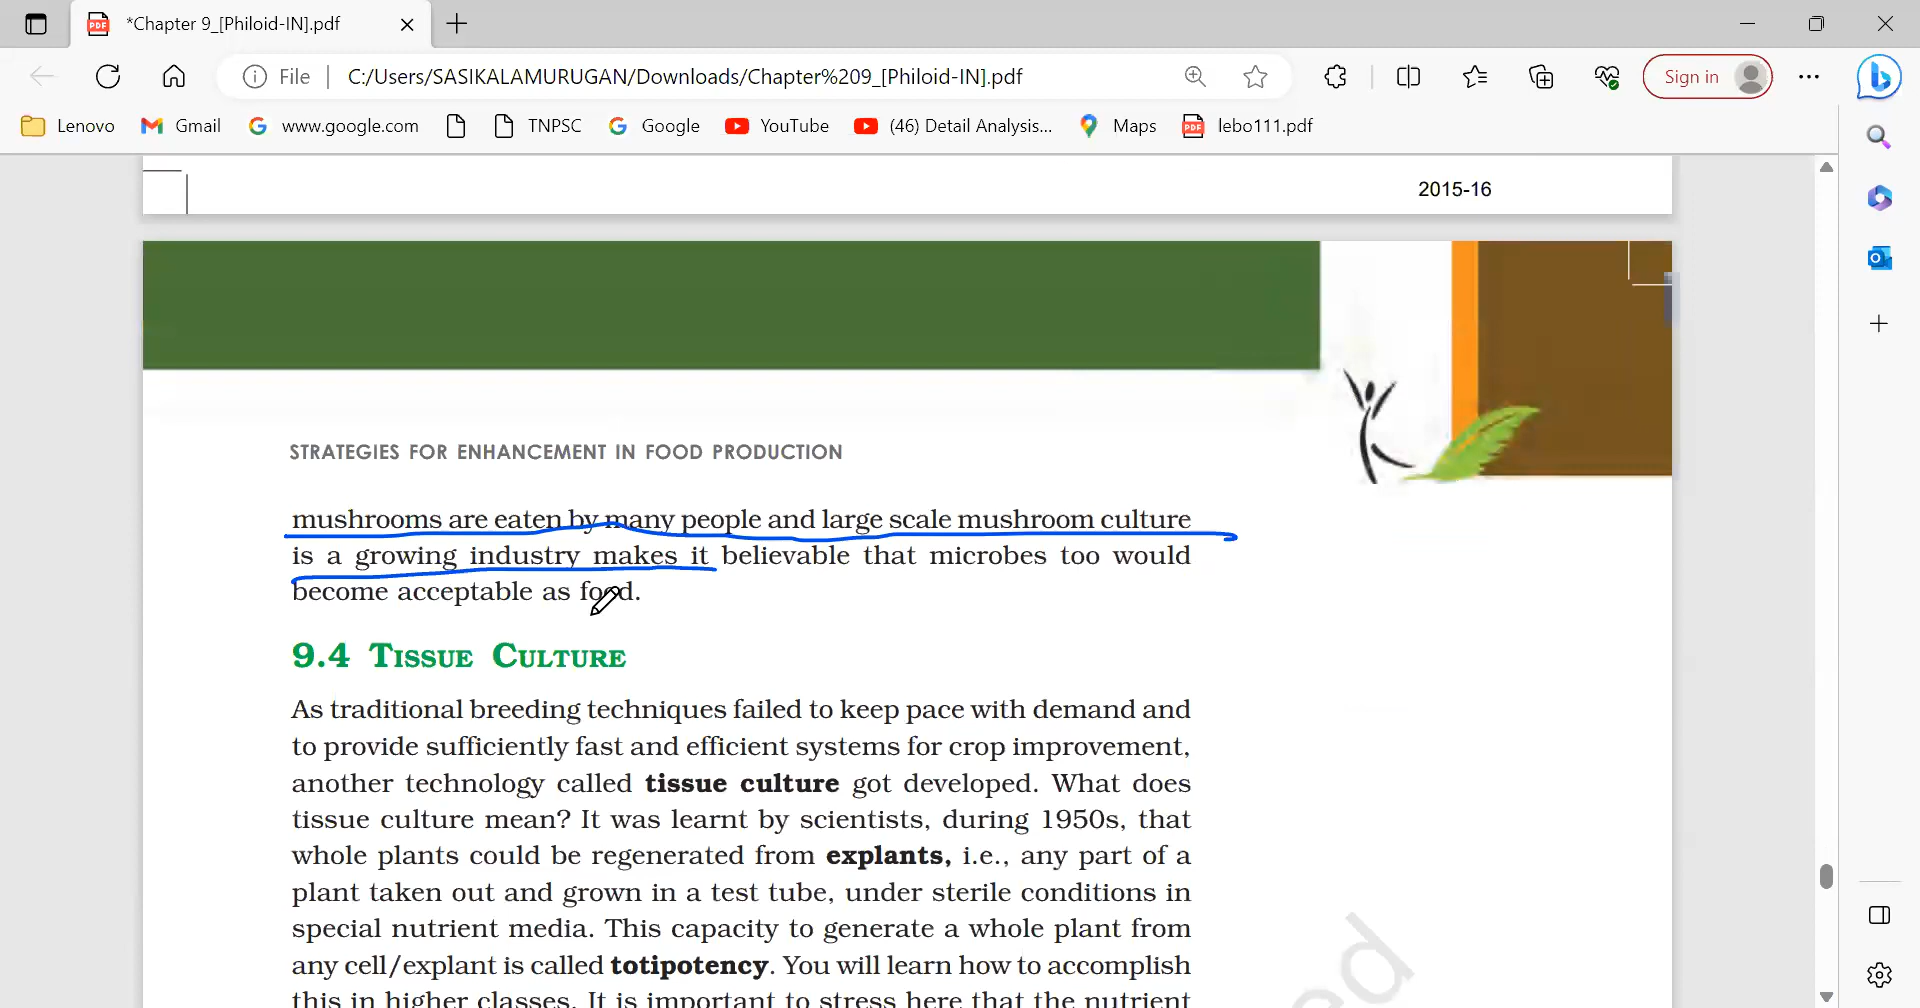 *Chapter 9_[Philoid-IN].pdf
File
C:/Users/SASIKALAMURUGAN/Downloads/Chapter%209_[Philoid-IN].pdf
Sign in
Lenovo
Gmail
www.google.com
TNPSC
Google
YouTube
(46) Detail Analysis...
Maps
lebo111.pdf
2015-16
STRATEGIES FOR ENHANCEMENT IN FOOD PRODUCTION
mushrooms are eaten by many people and large scale mushroom culture
is a growing industry makes it believable that microbes too would
become acceptable as food.
9.4 TISSUE CULTURE
As traditional breeding techniques failed to keep pace with demand and
to provide sufficiently fast and efficient systems for crop improvement,
another technology called tissue culture got developed. What does
tissue culture mean? It was learnt by scientists, during 1950s, that
whole plants could be regenerated from explants, i.e., any part of a
plant taken out and grown in a test tube, under sterile conditions in
special nutrient media. This capacity to generate a whole plant from
any cell/explant is called totipotency. You will learn how to accomplish
this in higher classes. It is important to stress here that the nutrient
ed